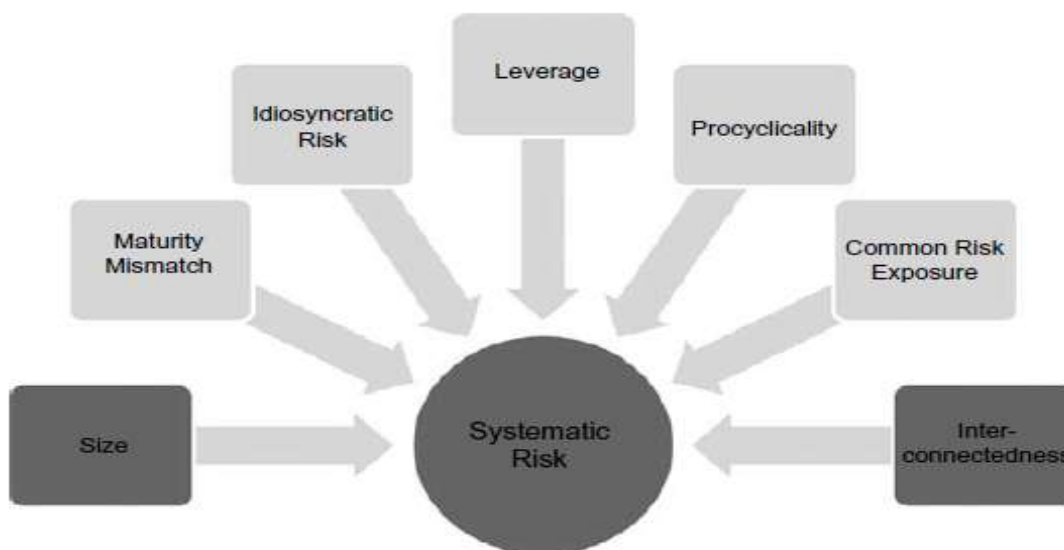 Leverage
Idiosyncratic
Risk
Procyclicality
Maturity
Mismatch
Common Risk
Exposure
Size
Systematic
Risk
Inter-
connectedness